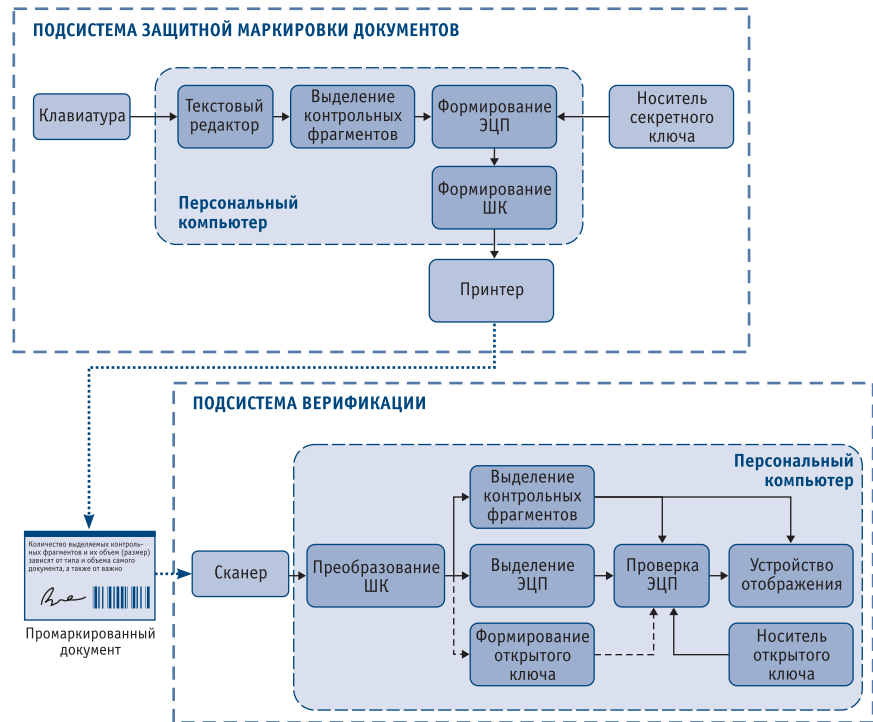 ПОДСИСТЕМА ЗАЩИТНОЙ МАРКИРОВКИ ДОКУМЕНТОВ
Клавиатура
Текстовый
редактор
Выделение
контрольных
фрагментов
Формирование
ЭЦП
Носитель
секретного
ключа
Формирование
ШК
Персональный
компьютер
Принтер
ПОДСИСТЕМА ВЕРИФИКАЦИИ
Персональный
компьютер
Выделение
контрольных
фрагментов
Количество выделяемых контроль-
ных фрагментов и их объем (размер)
зависят от типа и объема самого
документа, а также от важно
Промаркированный
документ
Сканер
Преобразование
ШК
Выделение
ЭЦП
Проверка
ЭЦП
Устройство
отображения
Формирование
открытого
ключа
Носитель
открытого
ключа